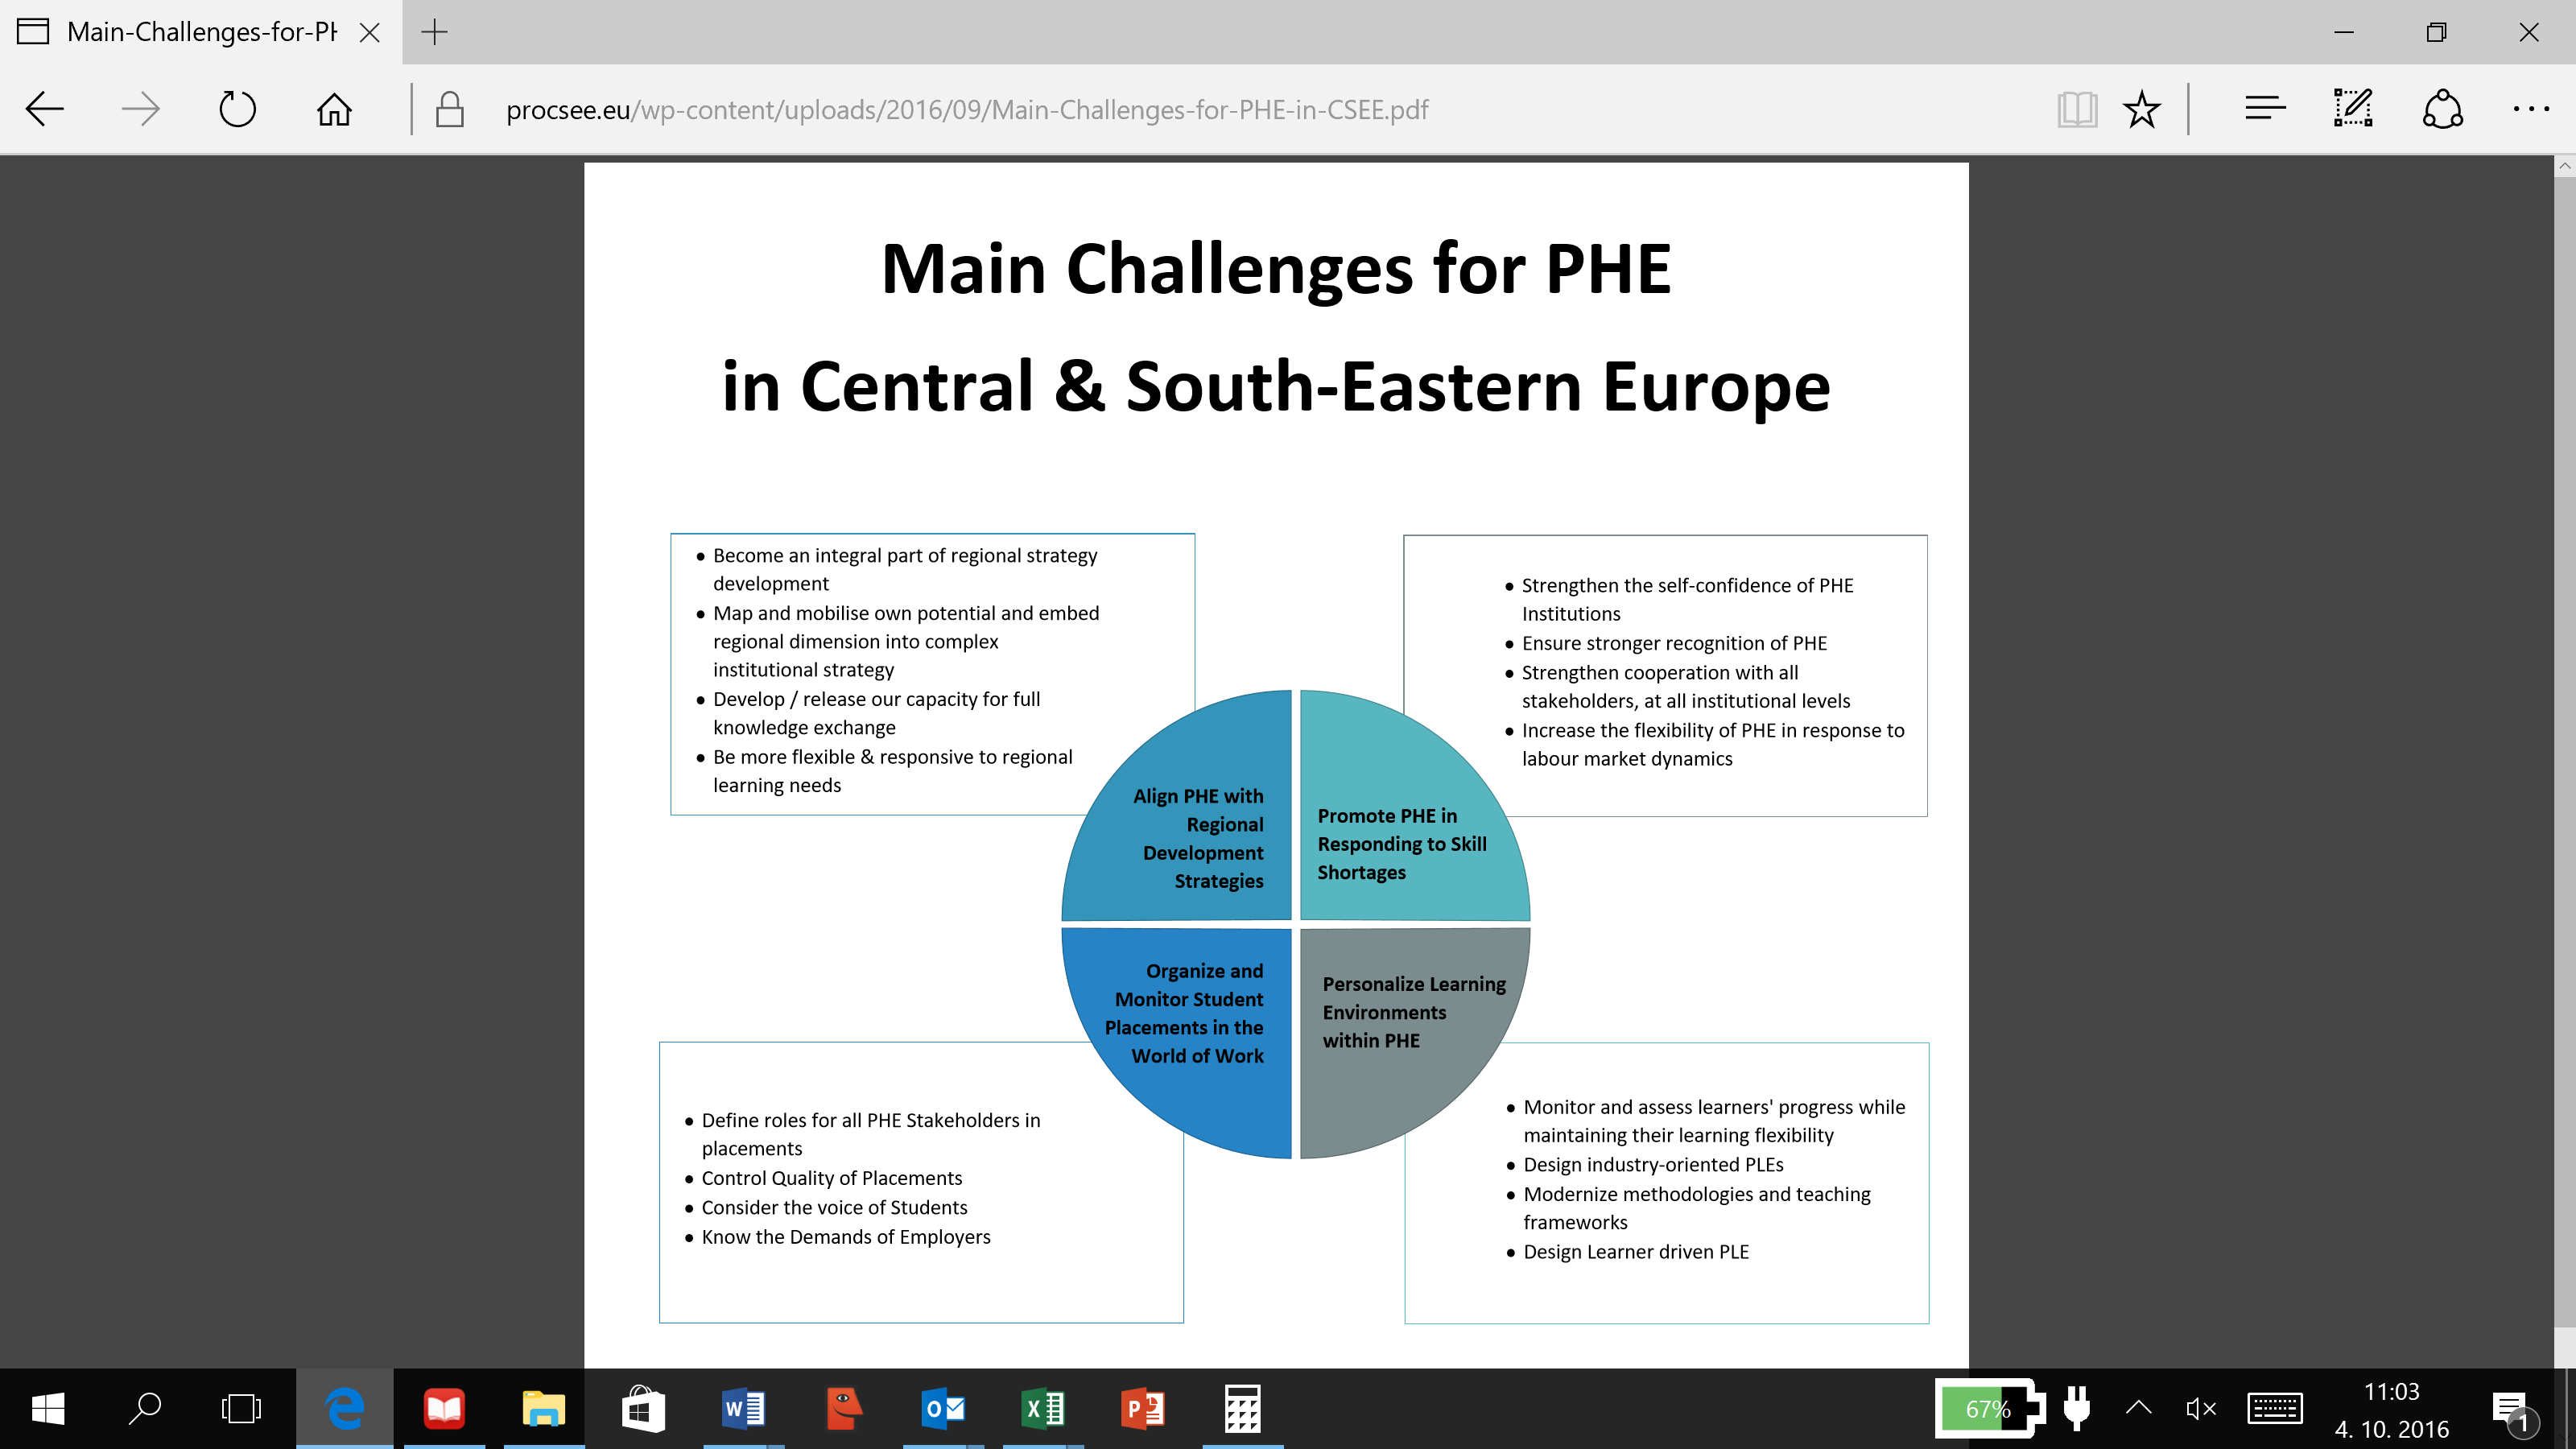 Main-Challenges-for-PH
procsee.eu/wp-content/uploads/2016/09/Main-Challenges-for-PHE-in-CSEE.pdf
Main Challenges for PHE
in Central & South-Eastern Europe
• Become an integral part of regional strategy
development
• Map and mobilise own potential and embed
regional dimension into complex
institutional strategy
• Develop / release our capacity for full
knowledge exchange
• Be more flexible & responsive to regional
learning needs
• Strengthen the self-confidence of PHE
Institutions
• Ensure stronger recognition of PHE
• Strengthen cooperation with all
stakeholders, at all institutional levels
• Increase the flexibility of PHE in response to
labour market dynamics
Align PHE with
Regional
Development
Strategies
Promote PHE in
Responding to Skill
Shortages
Organize and
Monitor Student
Placements in the
World of Work
Personalize Learning
Environments
within PHE
• Define roles for all PHE Stakeholders in
placements
• Control Quality of Placements
• Consider the voice of Students
• Know the Demands of Employers
• Monitor and assess learners' progress while
maintaining their learning flexibility
• Design industry-oriented PLEs
• Modernize methodologies and teaching
frameworks
• Design Learner driven PLE
W
O
X
P
67%
11:03
4. 10. 2016
1